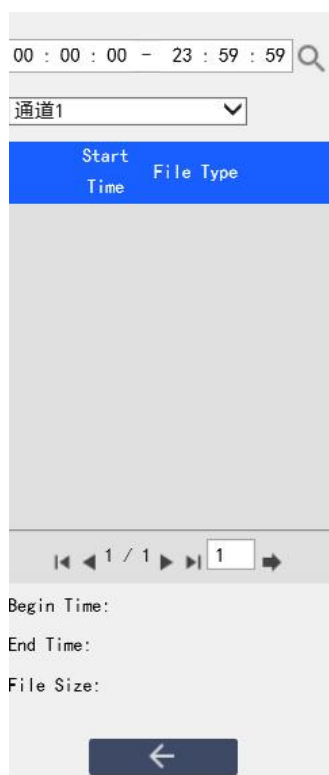 00 : 00 : 00 - 23 : 59 : 59
通道1
Start
Time
File Type
1 / 1
1
Begin Time:
End Time:
File Size: